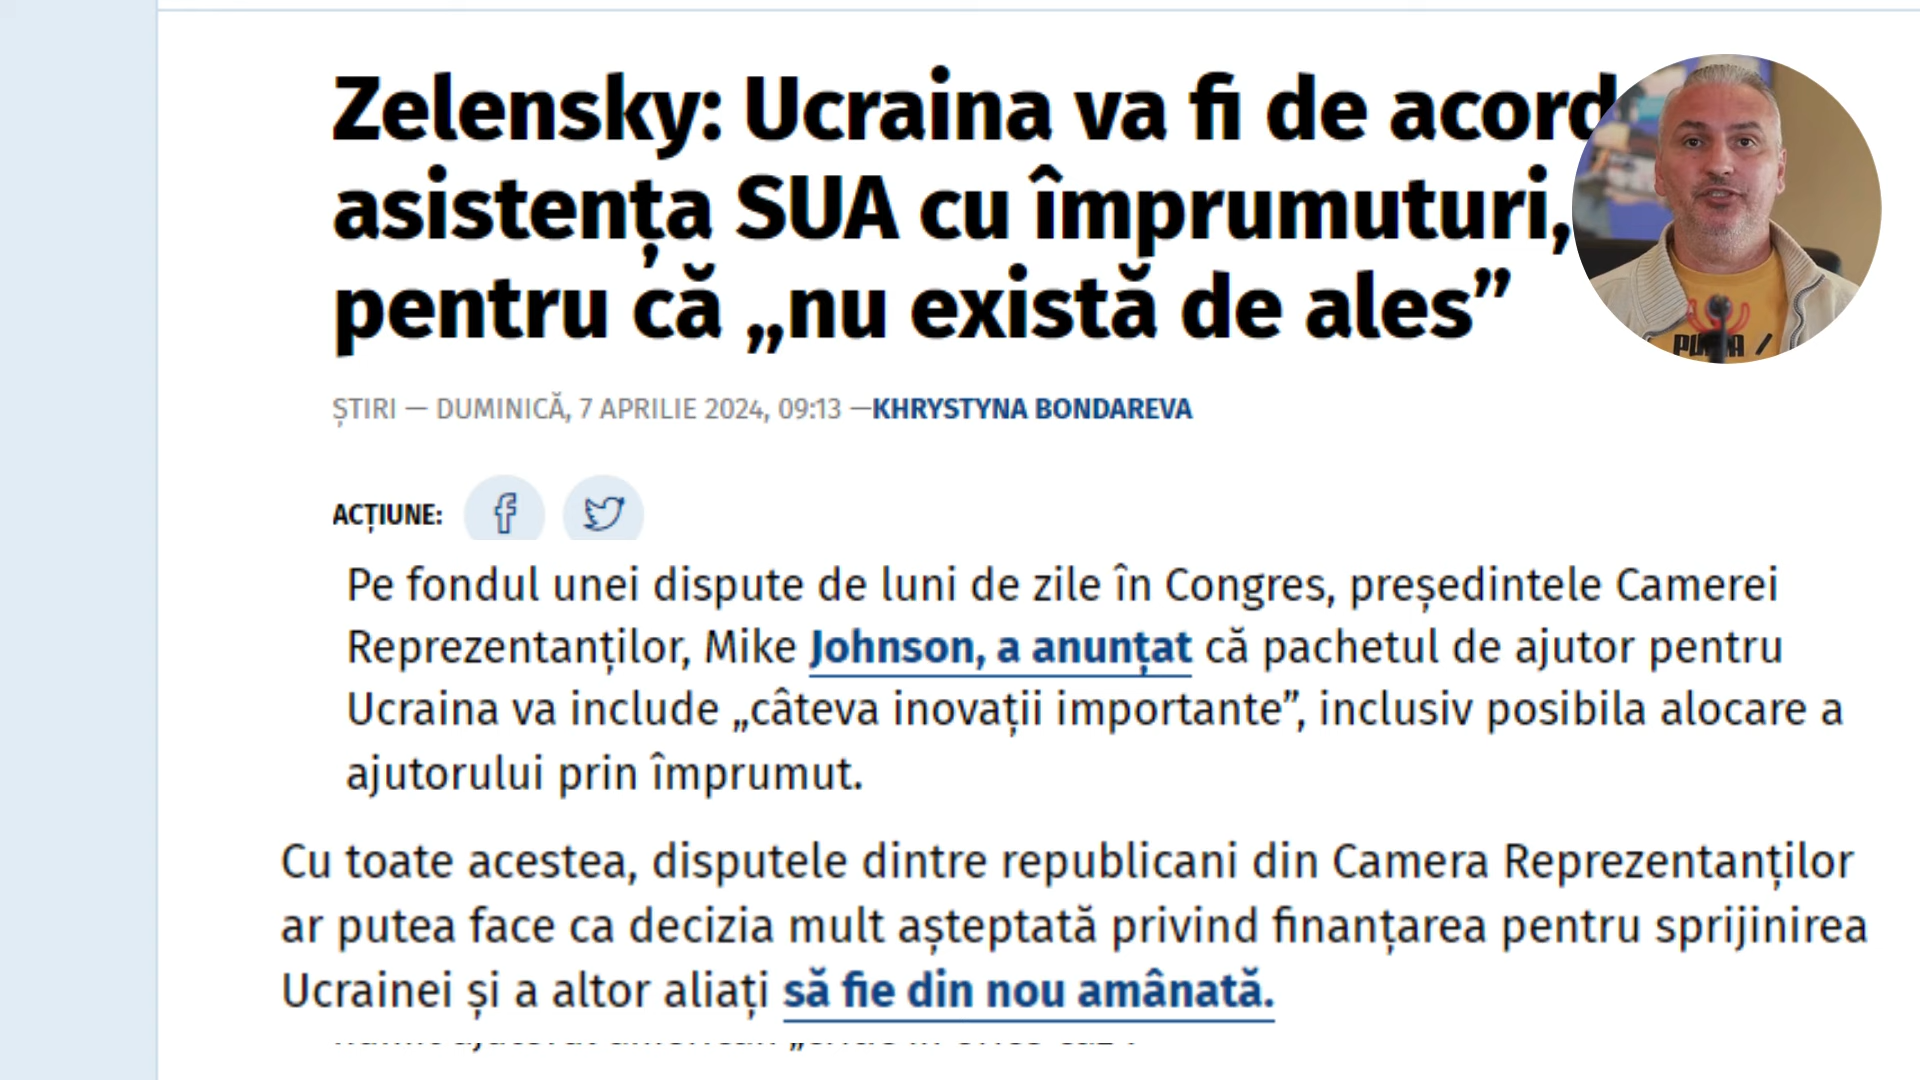 Zelensky: Ucraina va fi de acord
asistența SUA cu împrumuturi,
pentru că „nu există de ales”
ȘTIRI — DUMINICĂ, 7 APRILIE 2024, 09:13 —KHRYSTYNA BONDAREVA
ACȚIUNE:
Pe fondul unei dispute de luni de zile în Congres, președintele Camerei
Reprezentanților, Mike Johnson, a anunțat că pachetul de ajutor pentru
Ucraina va include „câteva inovații importante”, inclusiv posibila alocare a
ajutorului prin împrumut.
Cu toate acestea, disputele dintre republicani din Camera Reprezentanților
ar putea face ca decizia mult așteptată privind finanțarea pentru sprijinirea
Ucrainei și a altor aliați să fie din nou amânată.